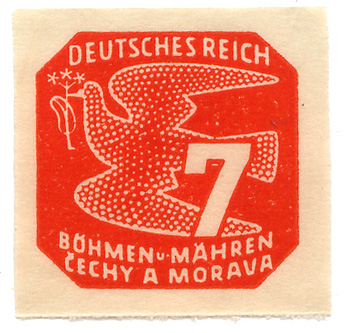 DEUTSCHES REICH
7
BÖHMEN u. MÄHREN
ČECHY A MORAVA